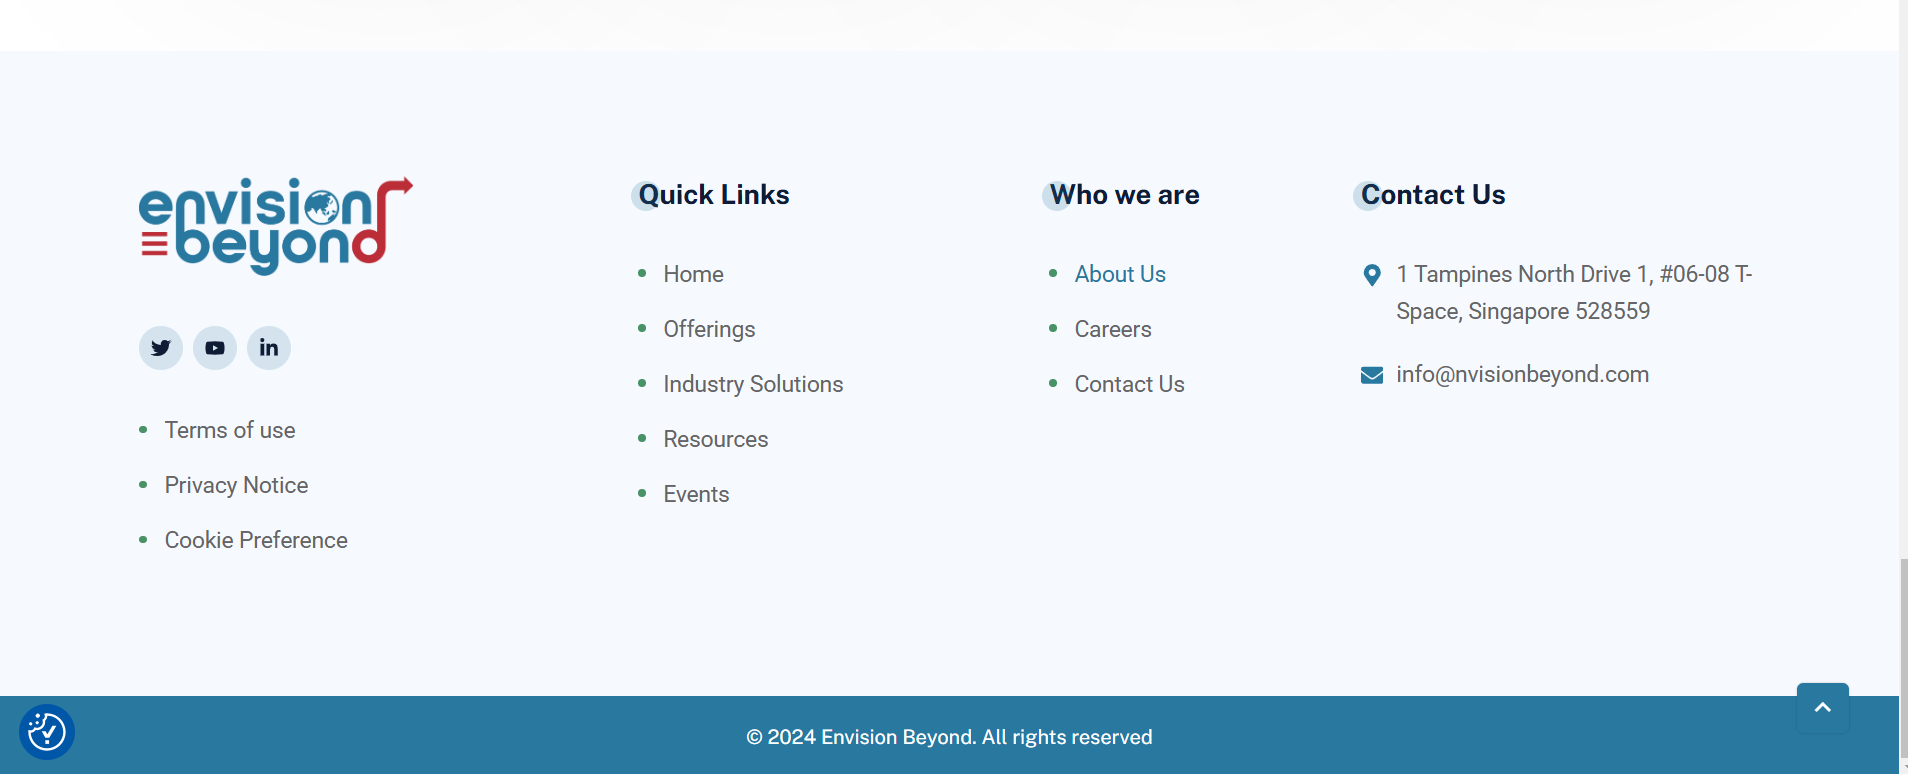 envision
beyond
Terms of use
Privacy Notice
Cookie Preference
Quick Links
Home
Offerings
Industry Solutions
Resources
Events
Who we are
About Us
Careers
Contact Us
Contact Us
1 Tampines North Drive 1, #06-08 T-
Space, Singapore 528559
info@nvisionbeyond.com
© 2024 Envision Beyond. All rights reserved